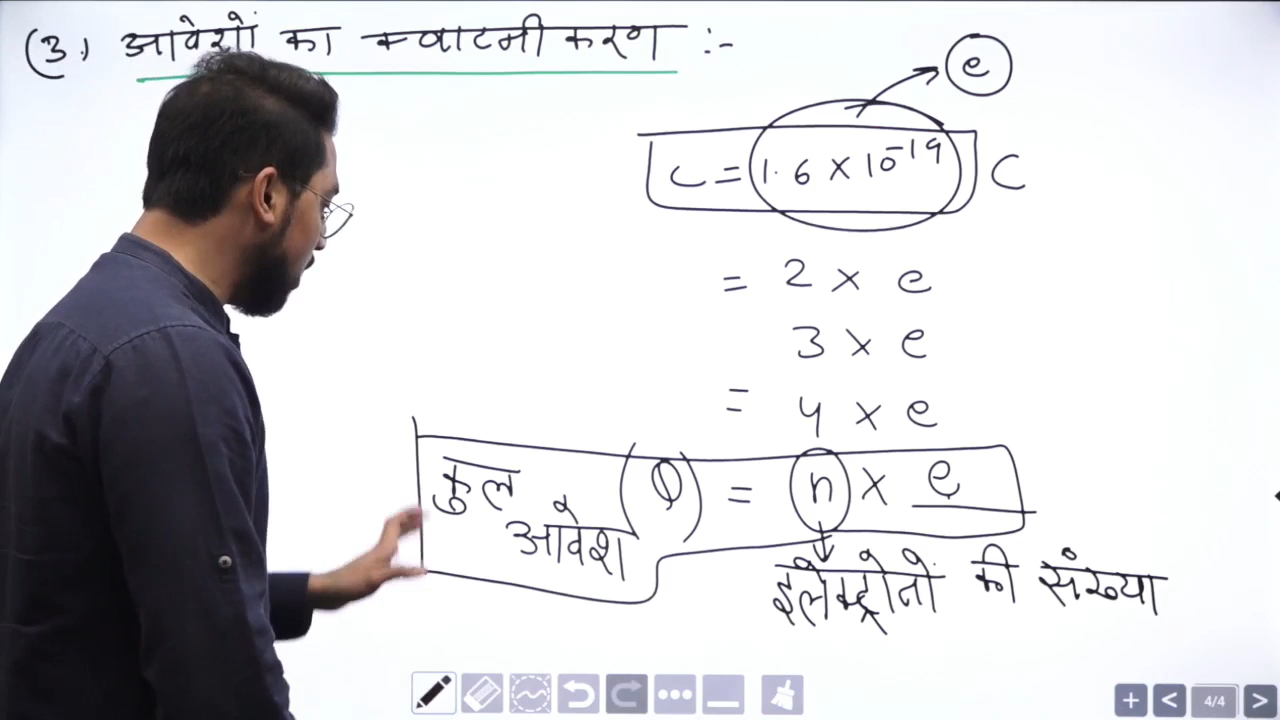 (3.) आवेशों का क्वाटमीकरण :-
e
C = 1.6 × 10⁻¹⁹ C
= 2 × e
3 × e
= 4 × e
कुल आवेश (Q) = n × e
इलेक्ट्रोनों की संख्या
4/4